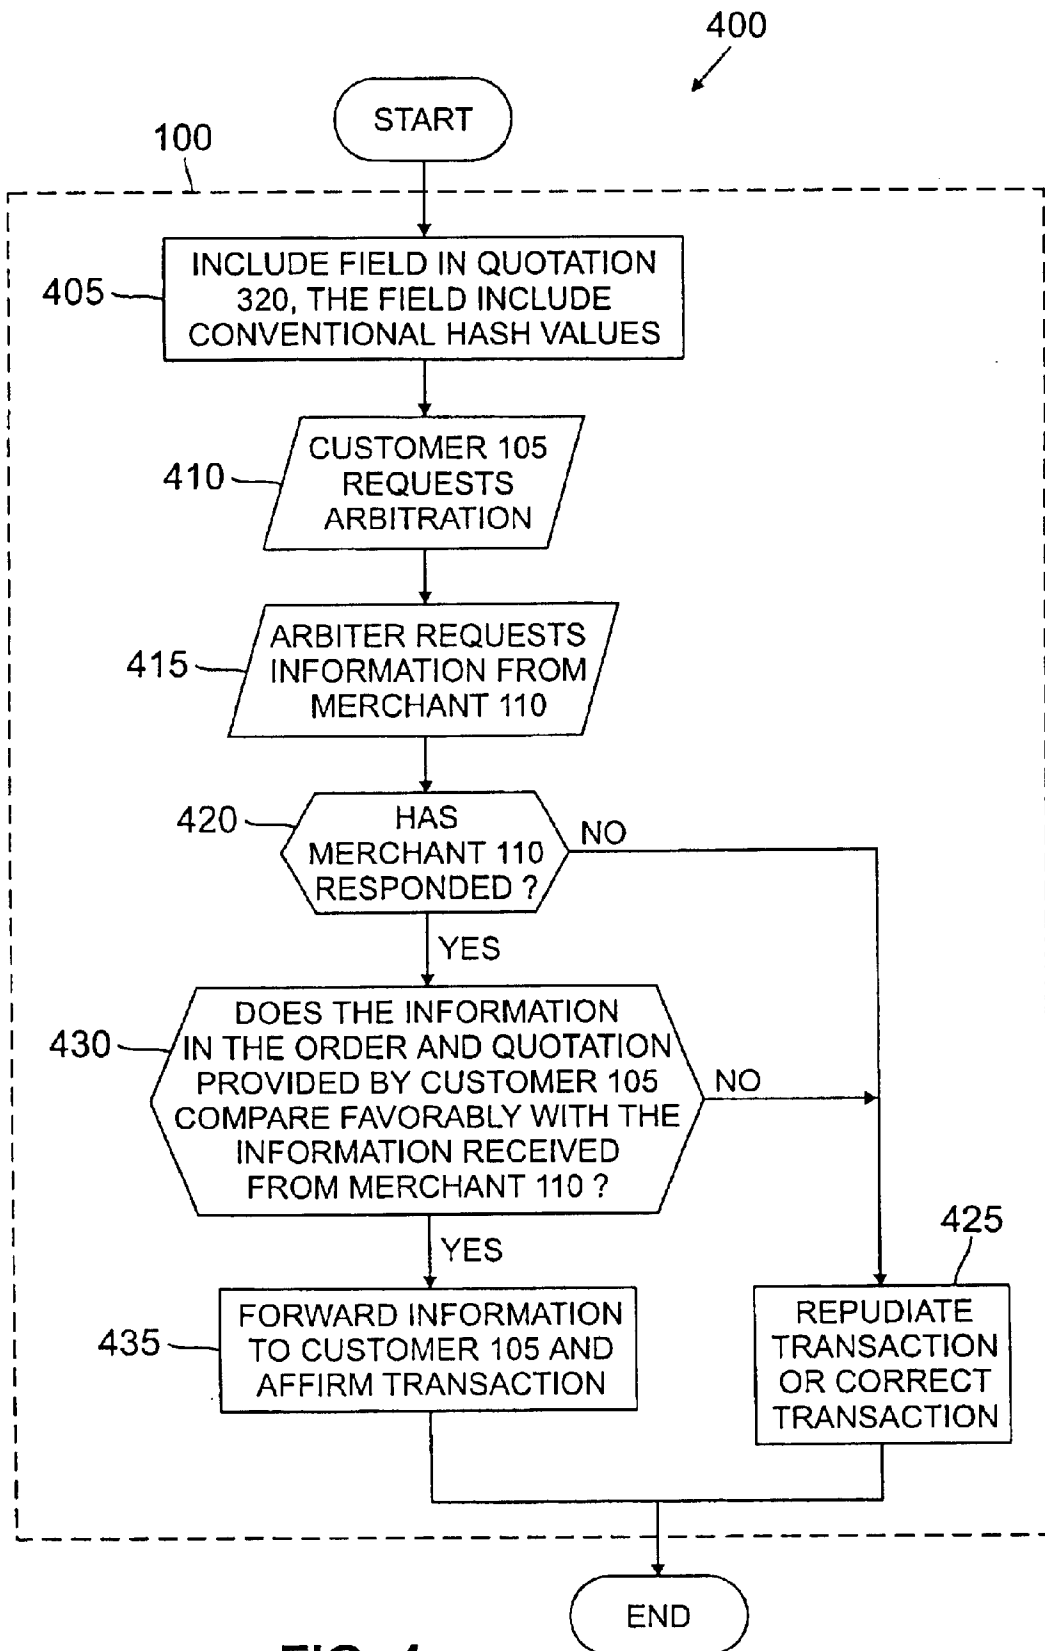 400
START
100
INCLUDE FIELD IN QUOTATION
320, THE FIELD INCLUDE
CONVENTIONAL HASH VALUES
405
CUSTOMER 105
REQUESTS
ARBITRATION
410
ARBITER REQUESTS
INFORMATION FROM
MERCHANT 110
415
HAS
MERCHANT 110
RESPONDED ?
420
NO
YES
DOES THE INFORMATION
IN THE ORDER AND QUOTATION
PROVIDED BY CUSTOMER 105
COMPARE FAVORABLY WITH THE
INFORMATION RECEIVED
FROM MERCHANT 110 ?
430
NO
YES
425
FORWARD INFORMATION
TO CUSTOMER 105 AND
AFFIRM TRANSACTION
435
REPUDIATE
TRANSACTION
OR CORRECT
TRANSACTION
END